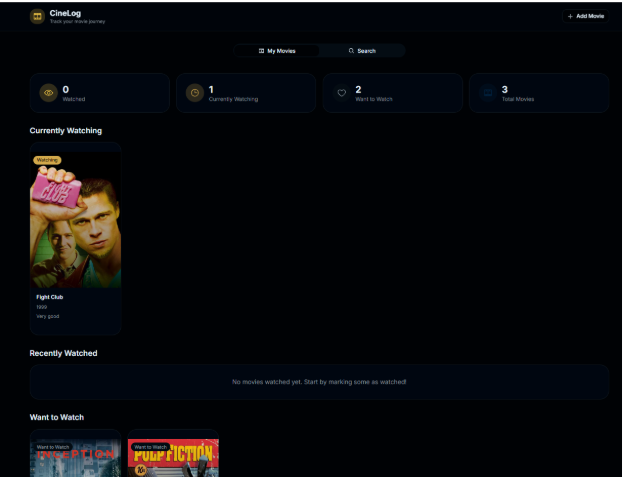 CineLog
Track your movie journey
+ Add Movie
My Movies
Search
0
Watched
1
Currently Watching
2
Want to Watch
3
Total Movies
Currently Watching
Watching
FIGHT
CLUB
Fight Club
1999
Very good
Recently Watched
No movies watched yet. Start by marking some as watched!
Want to Watch
Want to Watch
INCEPTION
Want to Watch
PULP FICTION